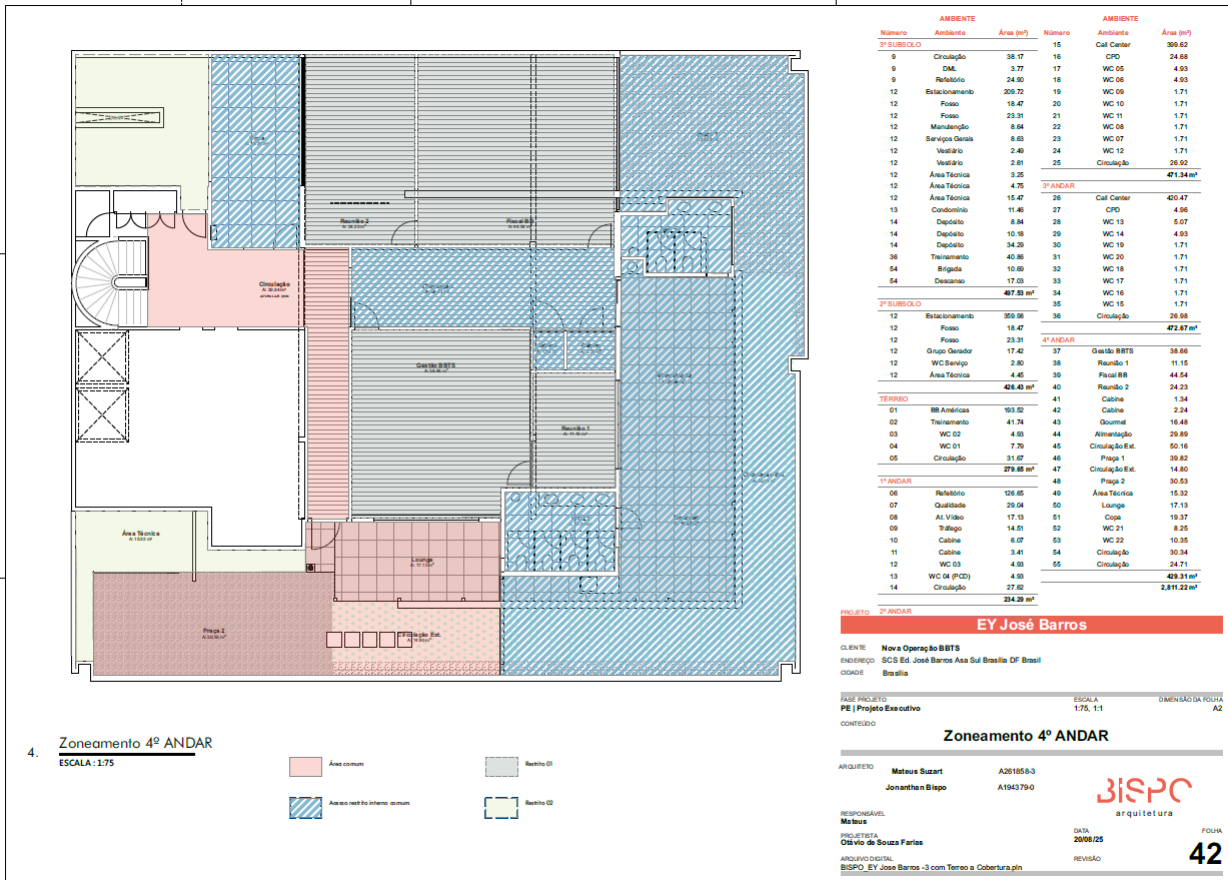 Reunião 2
Fiscal BB
Circulação
Gestão BBTS
Reunião 1
Área Técnica
Lounge
Praça 2
Circulação Ext.
4.
Zoneamento 4º ANDAR
ESCALA : 1:75
Área comum
Restrito 01
Acesso restrito interno comum
Restrito 02
AMBIENTE
Número Ambiente Área (m²)
3º SUBSOLO
9 Circulação 38.17
9 DML 3.77
9 Refeitório 24.90
12 Estacionamento 209.72
12 Fosso 18.47
12 Fosso 23.31
12 Manutenção 8.64
12 Serviços Gerais 8.63
12 Vestiário 2.49
12 Vestiário 2.61
12 Área Técnica 3.25
12 Área Técnica 4.75
12 Área Técnica 15.47
13 Condomínio 11.46
14 Depósito 8.84
14 Depósito 10.18
14 Depósito 34.29
36 Treinamento 40.86
54 Brigada 10.69
54 Descanso 17.03
497.53 m²
2º SUBSOLO
12 Estacionamento 359.98
12 Fosso 18.47
12 Fosso 23.31
12 Grupo Gerador 17.42
12 WC Serviço 2.80
12 Área Técnica 4.45
426.43 m²
TÉRREO
01 BB Américas 193.52
02 Treinamento 41.74
03 WC 02 4.93
04 WC 01 7.79
05 Circulação 31.67
279.65 m²
1º ANDAR
06 Refeitório 126.65
07 Qualidade 29.04
08 At. Vídeo 17.13
09 Tráfego 14.51
10 Cabine 6.07
11 Cabine 3.41
12 WC 03 4.93
13 WC 04 (PCD) 4.93
14 Circulação 27.62
234.29 m²
2º ANDAR
AMBIENTE
Número Ambiente Área (m²)
15 Call Center 399.62
16 CPD 24.68
17 WC 05 4.93
18 WC 06 4.93
19 WC 09 1.71
20 WC 10 1.71
21 WC 11 1.71
22 WC 08 1.71
23 WC 07 1.71
24 WC 12 1.71
25 Circulação 26.92
471.34 m²
3º ANDAR
26 Call Center 420.47
27 CPD 4.96
28 WC 13 5.07
29 WC 14 4.93
30 WC 19 1.71
31 WC 20 1.71
32 WC 18 1.71
33 WC 17 1.71
34 WC 16 1.71
35 WC 15 1.71
36 Circulação 26.98
472.67 m²
4º ANDAR
37 Gestão BBTS 38.66
38 Reunião 1 11.15
39 Fiscal BB 44.54
40 Reunião 2 24.23
41 Cabine 1.34
42 Cabine 2.24
43 Gourmet 16.48
44 Alimentação 29.89
45 Circulação Ext. 50.16
46 Praça 1 39.82
47 Circulação Ext. 14.80
48 Praça 2 30.53
49 Área Técnica 15.32
50 Lounge 17.13
51 Copa 19.37
52 WC 21 8.25
53 WC 22 10.35
54 Circulação 30.34
55 Circulação 24.71
429.31 m²
2,811.22 m²
PROJETO
EY José Barros
CLIENTE Nova Operação BBTS
ENDEREÇO SCS Ed. José Barros Asa Sul Brasília DF Brasil
CIDADE Brasília
FASE PROJETO ESCALA DIMENSÃO DA FOLHA
PE | Projeto Executivo 1:75, 1:1 A2
CONTEÚDO
Zoneamento 4º ANDAR
ARQUITETO
Mateus Suzart A261858-3
Jonanthan Bispo A194379-0
BISPO
arquitetura
RESPONSÁVEL
Mateus
PROJETISTA DATA FOLHA
Otávio de Souza Farias 20/08/25 42
ARQUIVO DIGITAL REVISÃO
BISPO_EY Jose Barros -3 com Terreo a Cobertura.pln